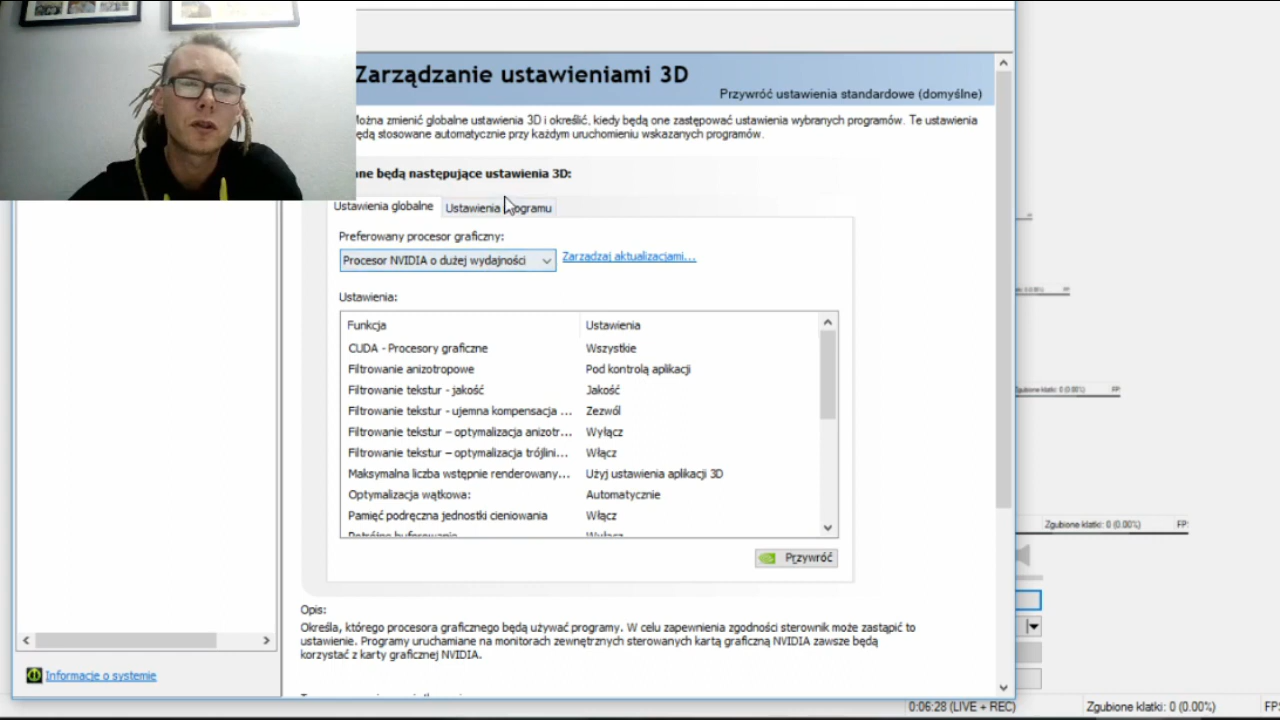 Zarządzanie ustawieniami 3D
Przywróć ustawienia standardowe (domyślne)
Można zmienić globalne ustawienia 3D i określić, kiedy będą one zastępować ustawienia wybranych programów. Te ustawienia
będą stosowane automatycznie przy każdym uruchomieniu wskazanych programów.
będą następujące ustawienia 3D:
Ustawienia globalne
Ustawienia programu
Preferowany procesor graficzny:
Procesor NVIDIA o dużej wydajności
Zarządzaj aktualizacjami...
Ustawienia:
Funkcja Ustawienia
CUDA - Procesory graficzne Wszystkie
Filtrowanie anizotropowe Pod kontrolą aplikacji
Filtrowanie tekstur - jakość Jakość
Filtrowanie tekstur - ujemna kompensacja ... Zezwól
Filtrowanie tekstur – optymalizacja anizotr... Wyłącz
Filtrowanie tekstur – optymalizacja trójlini... Włącz
Maksymalna liczba wstępnie renderowany... Użyj ustawienia aplikacji 3D
Optymalizacja wątkowa: Automatycznie
Pamięć podręczna jednostki cieniowania Włącz
Przywróć
Opis:
Określa, którego procesora graficznego będą używać programy. W celu zapewnienia zgodności sterownik może zastąpić to
ustawienie. Programy uruchamiane na monitorach zewnętrznych sterowanych kartą graficzną NVIDIA zawsze będą
korzystać z karty graficznej NVIDIA.
Informacje o systemie
Zgubione klatki: 0 (0.00%) FP:
0:06:28 (LIVE + REC) Zgubione klatki: 0 (0.00%) FP: